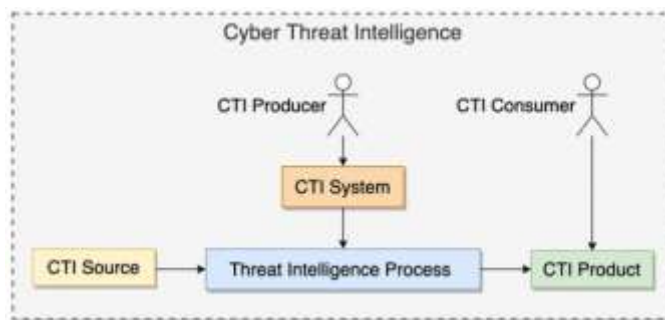 Cyber Threat Intelligence
CTI Producer
CTI Consumer
CTI System
CTI Source
Threat Intelligence Process
CTI Product